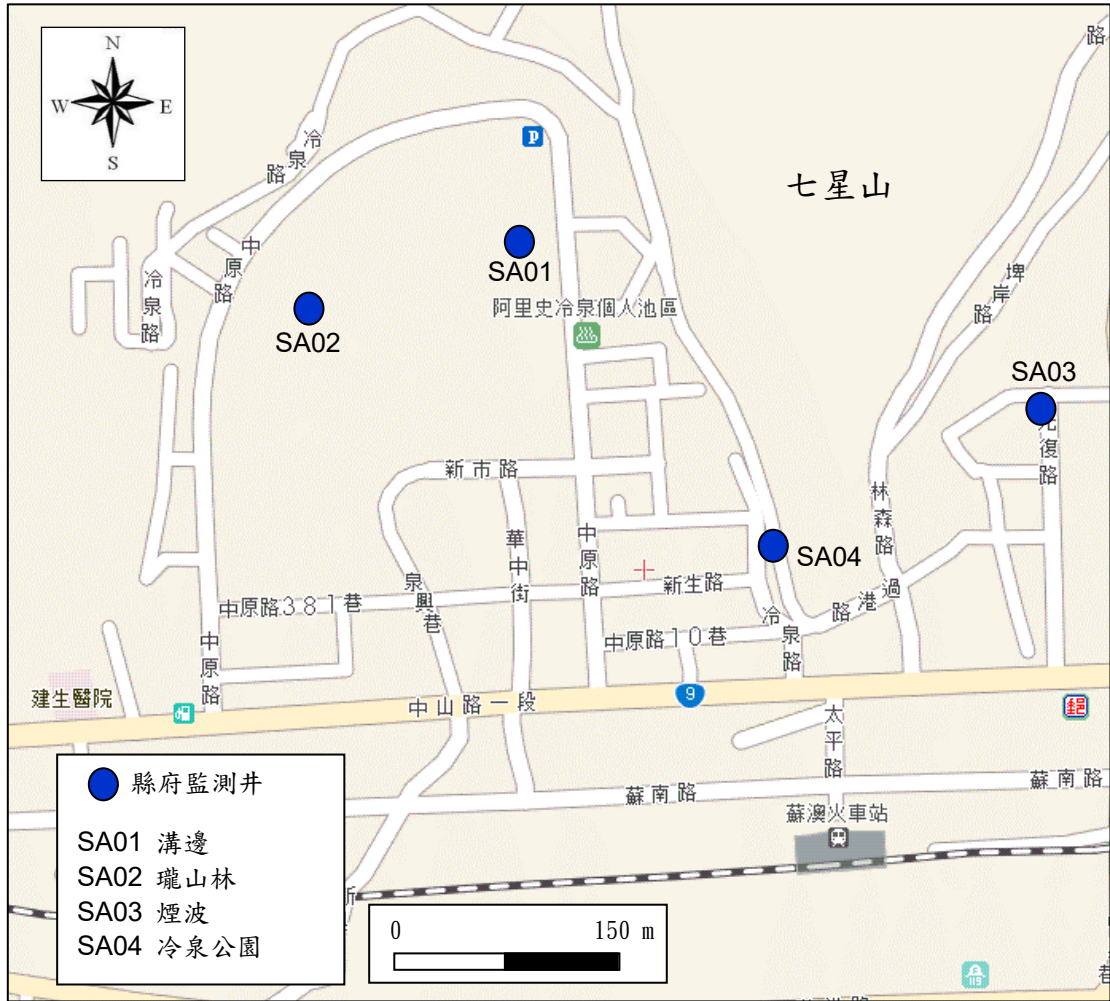 N
W E
S
路
冷泉路
P
七星山
中原路
SA01
冷泉路
埤岸路
阿里史冷泉個人池區
SA02
SA03
光復路
新市路
林森路
華中街
中原路
SA04
泉興巷
新生路
過港路
中原路381巷
冷泉路
中原路10巷
中原路
建生醫院
9
中山路一段
郵
太平路
縣府監測井
蘇南路
蘇南路
蘇澳火車站
SA01 溝邊
SA02 瓏山林
SA03 煙波
SA04 冷泉公園
0 150 m
119
巷